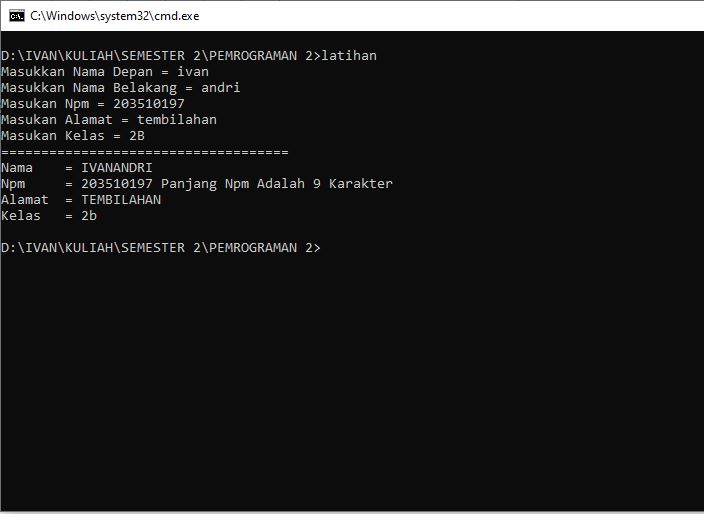 C:\Windows\system32\cmd.exe
D:\IVAN\KULIAH\SEMESTER 2\PEMROGRAMAN 2>latihan
Masukkan Nama Depan = ivan
Masukkan Nama Belakang = andri
Masukan Npm = 203510197
Masukan Alamat = tembilahan
Masukan Kelas = 2B
====================================
Nama    = IVANANDRI
Npm     = 203510197 Panjang Npm Adalah 9 Karakter
Alamat  = TEMBILAHAN
Kelas   = 2b
D:\IVAN\KULIAH\SEMESTER 2\PEMROGRAMAN 2>